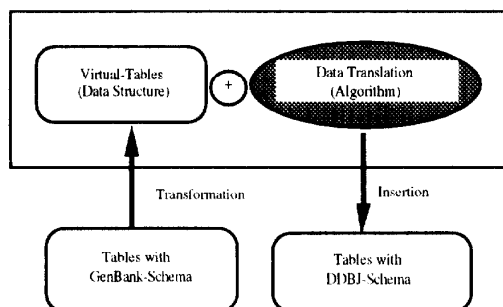 Virtual-Tables
(Data Structure)
+
Data Translation
(Algorithm)
Transformation
Insertion
Tables with
GenBank-Schema
Tables with
DDBJ-Schema